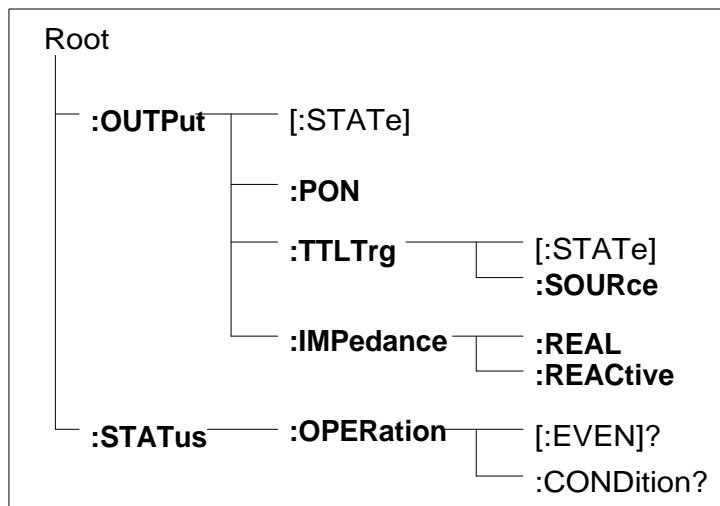 Root
:OUTPut [:STATe]
:PON
:TTLTrg [:STATe]
:SOURce
:IMPedance :REAL
:REACtive
:STATus :OPERation [:EVEN]?
:CONDition?